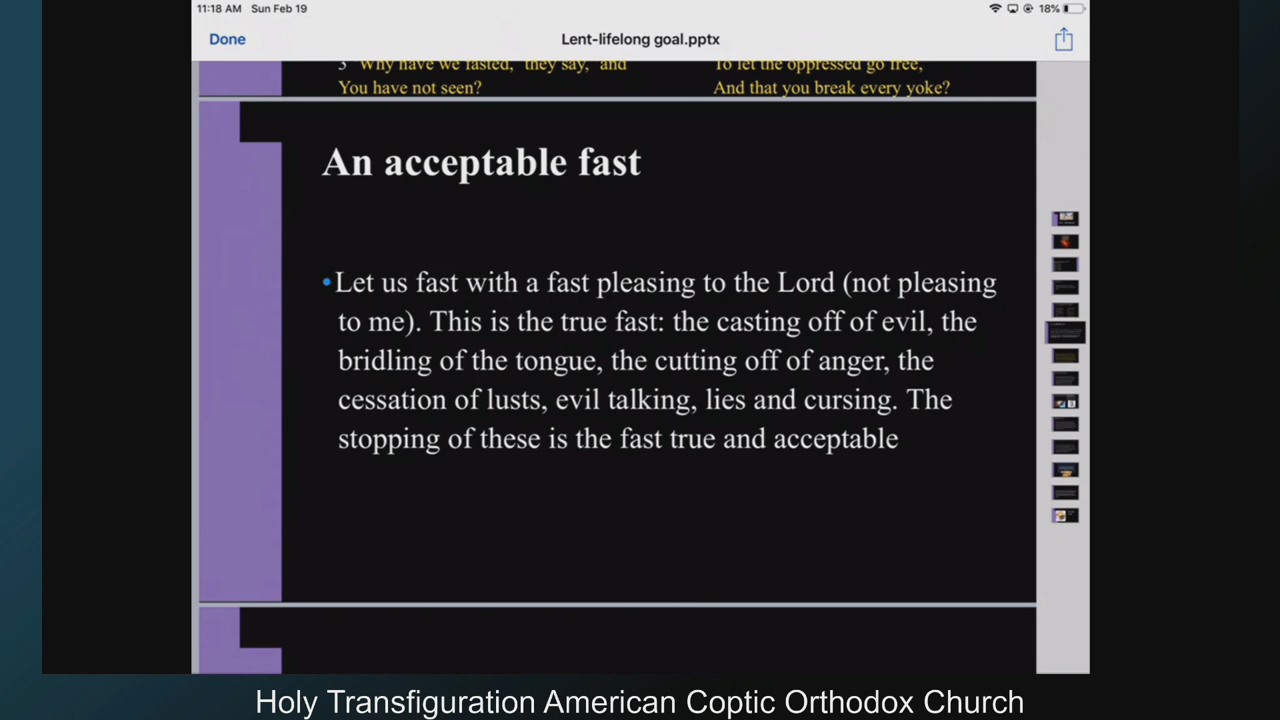 11:18 AM Sun Feb 19
18%
Done
Lent-lifelong goal.pptx
3 "Why have we fasted,' they say, 'and
You have not seen?
To let the oppressed go free,
And that you break every yoke?
An acceptable fast
•Let us fast with a fast pleasing to the Lord (not pleasing
to me). This is the true fast: the casting off of evil, the
bridling of the tongue, the cutting off of anger, the
cessation of lusts, evil talking, lies and cursing. The
stopping of these is the fast true and acceptable
Holy Transfiguration American Coptic Orthodox Church